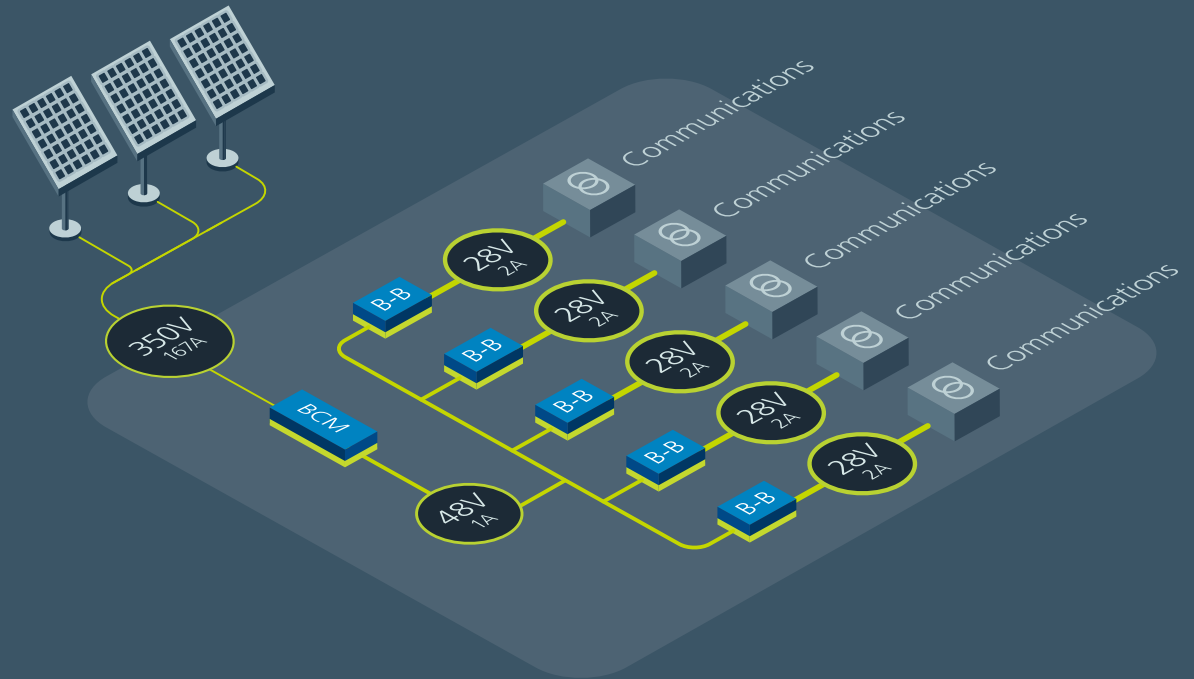 Communications
Communications
Communications
Communications
Communications
28V
2A
28V
2A
28V
2A
28V
2A
28V
2A
B-B
B-B
B-B
B-B
B-B
350V
167A
BCM
48V
1A